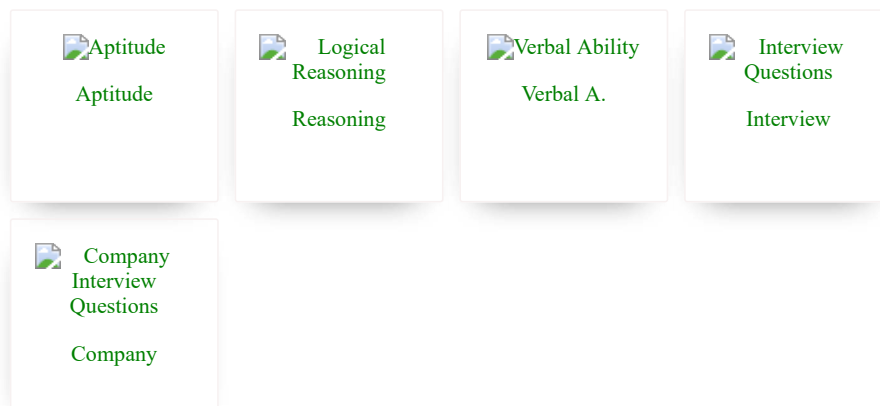 Aptitude
Aptitude
Logical
Reasoning
Reasoning
Verbal Ability
Verbal A.
Interview
Questions
Interview
Company
Interview
Questions
Company